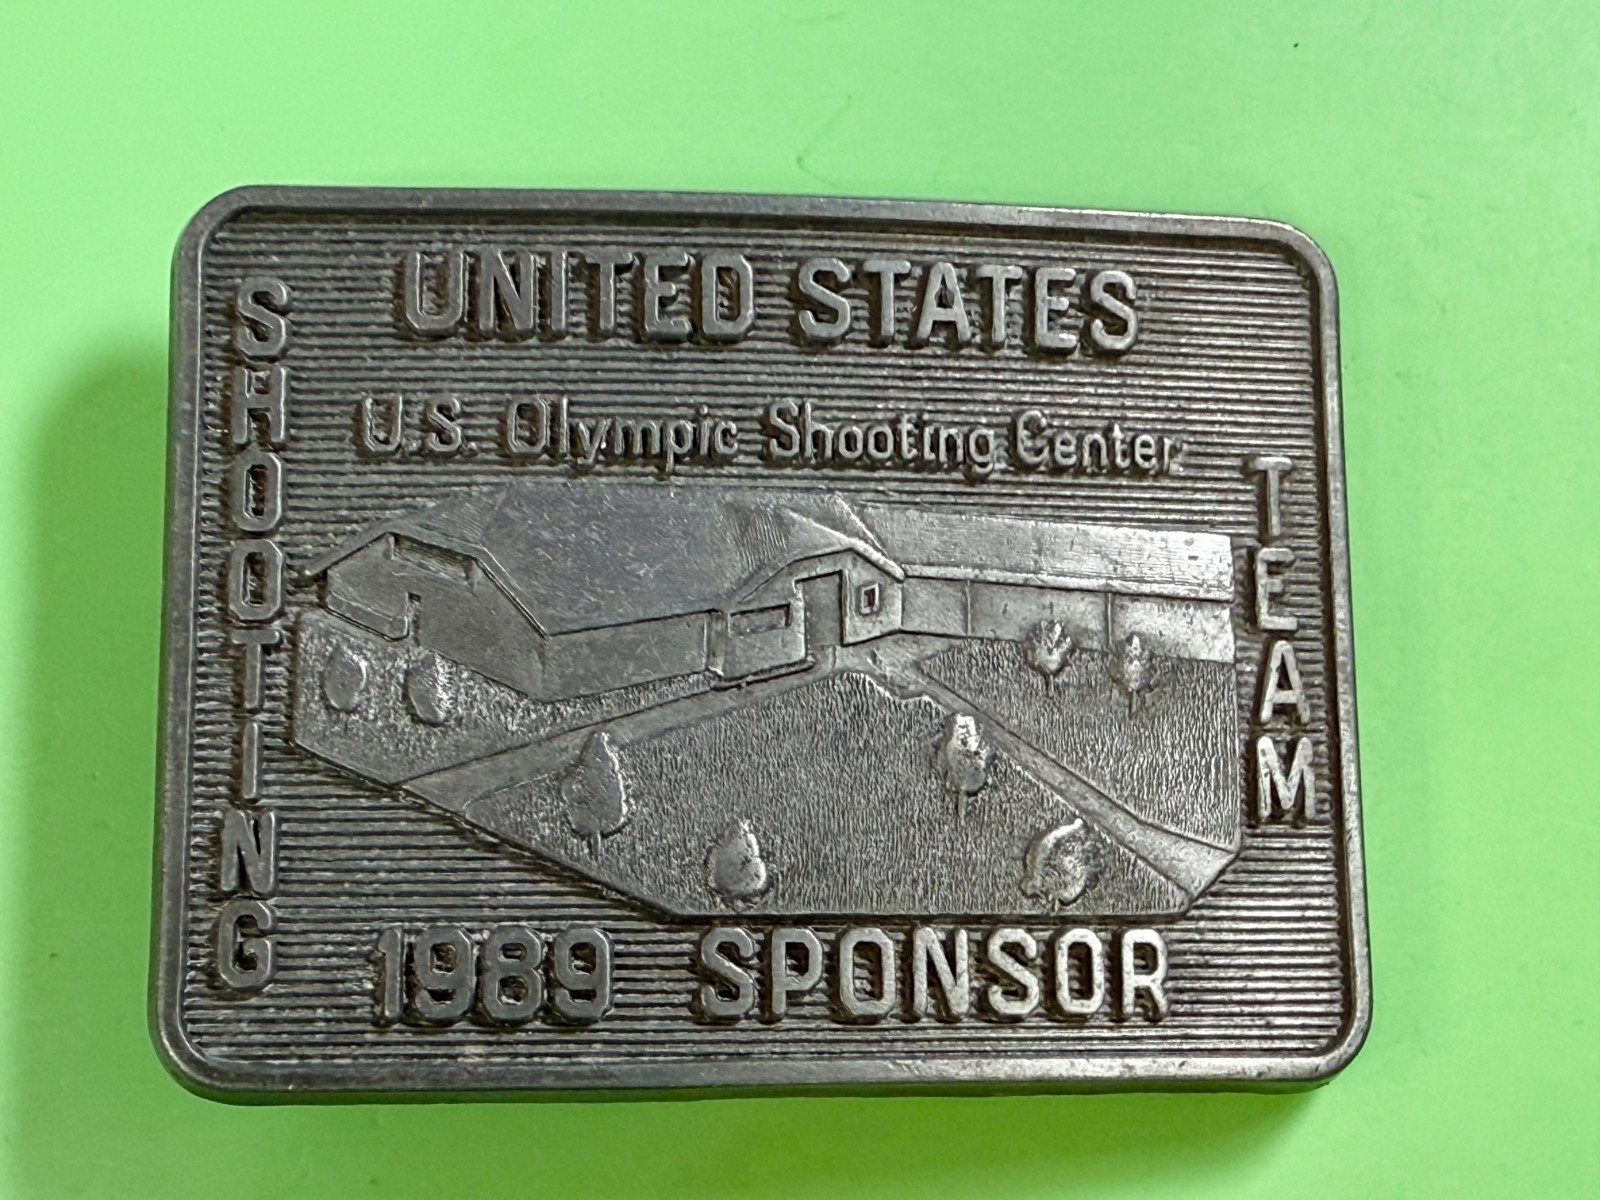 UNITED STATES
SHOOTING
TEAM
U.S. Olympic Shooting Center
1989 SPONSOR